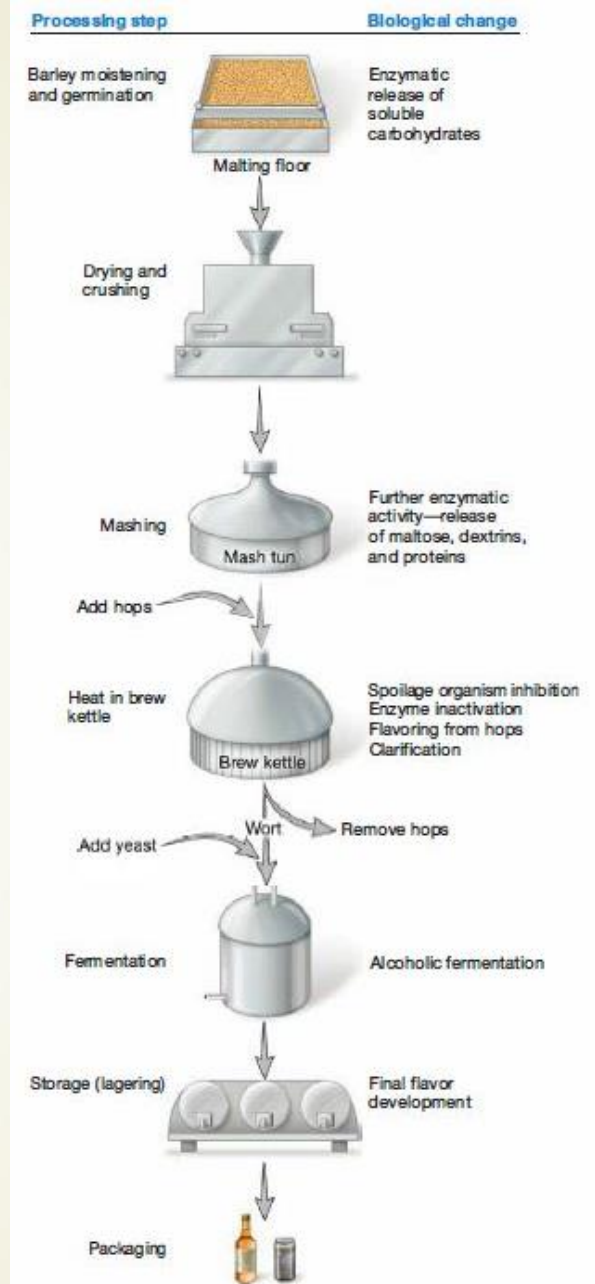 Processing step Biological change
Barley moistening
and germination
Enzymatic
release of
soluble
carbohydrates
Malting floor
Drying and
crushing
Mashing
Mash tun
Further enzymatic
activity—release
of maltose, dextrins,
and proteins
Add hops
Heat in brew
kettle
Brew kettle
Spoilage organism inhibition
Enzyme inactivation
Flavoring from hops
Clarification
Wort
Remove hops
Add yeast
Fermentation
Alcoholic fermentation
Storage (lagering)
Final flavor
development
Packaging